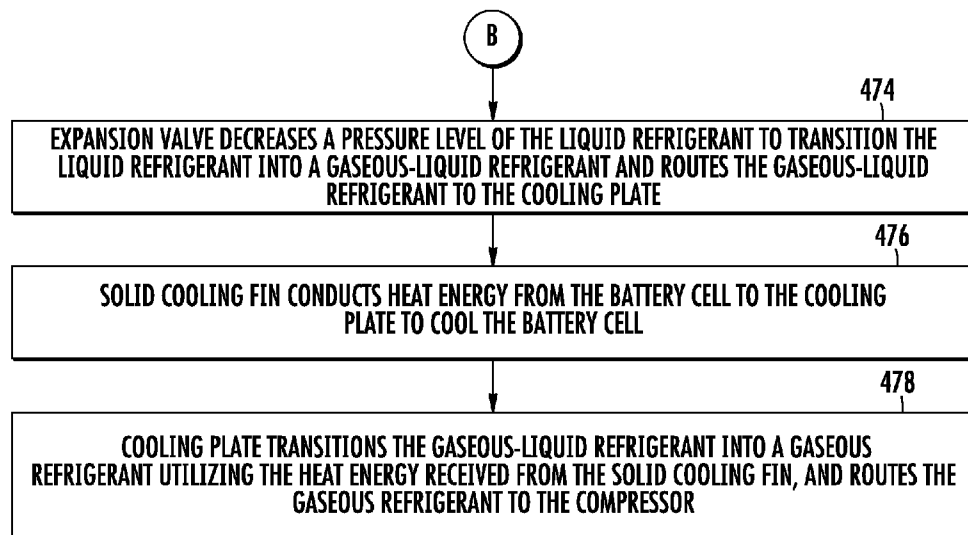 B
474
EXPANSION VALVE DECREASES A PRESSURE LEVEL OF THE LIQUID REFRIGERANT TO TRANSITION THE
LIQUID REFRIGERANT INTO A GASEOUS-LIQUID REFRIGERANT AND ROUTES THE GASEOUS-LIQUID
REFRIGERANT TO THE COOLING PLATE
476
SOLID COOLING FIN CONDUCTS HEAT ENERGY FROM THE BATTERY CELL TO THE COOLING
PLATE TO COOL THE BATTERY CELL
478
COOLING PLATE TRANSITIONS THE GASEOUS-LIQUID REFRIGERANT INTO A GASEOUS
REFRIGERANT UTILIZING THE HEAT ENERGY RECEIVED FROM THE SOLID COOLING FIN, AND ROUTES THE
GASEOUS REFRIGERANT TO THE COMPRESSOR